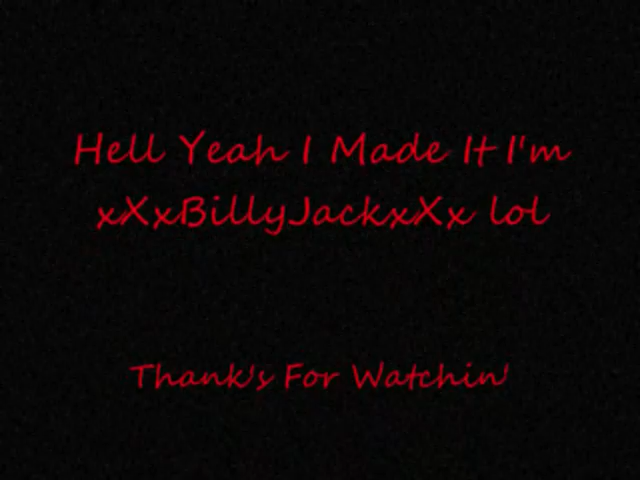 Hell Yeah I Made It I'm
xXxBillyJackxXx lol
Thank's For Watchin'